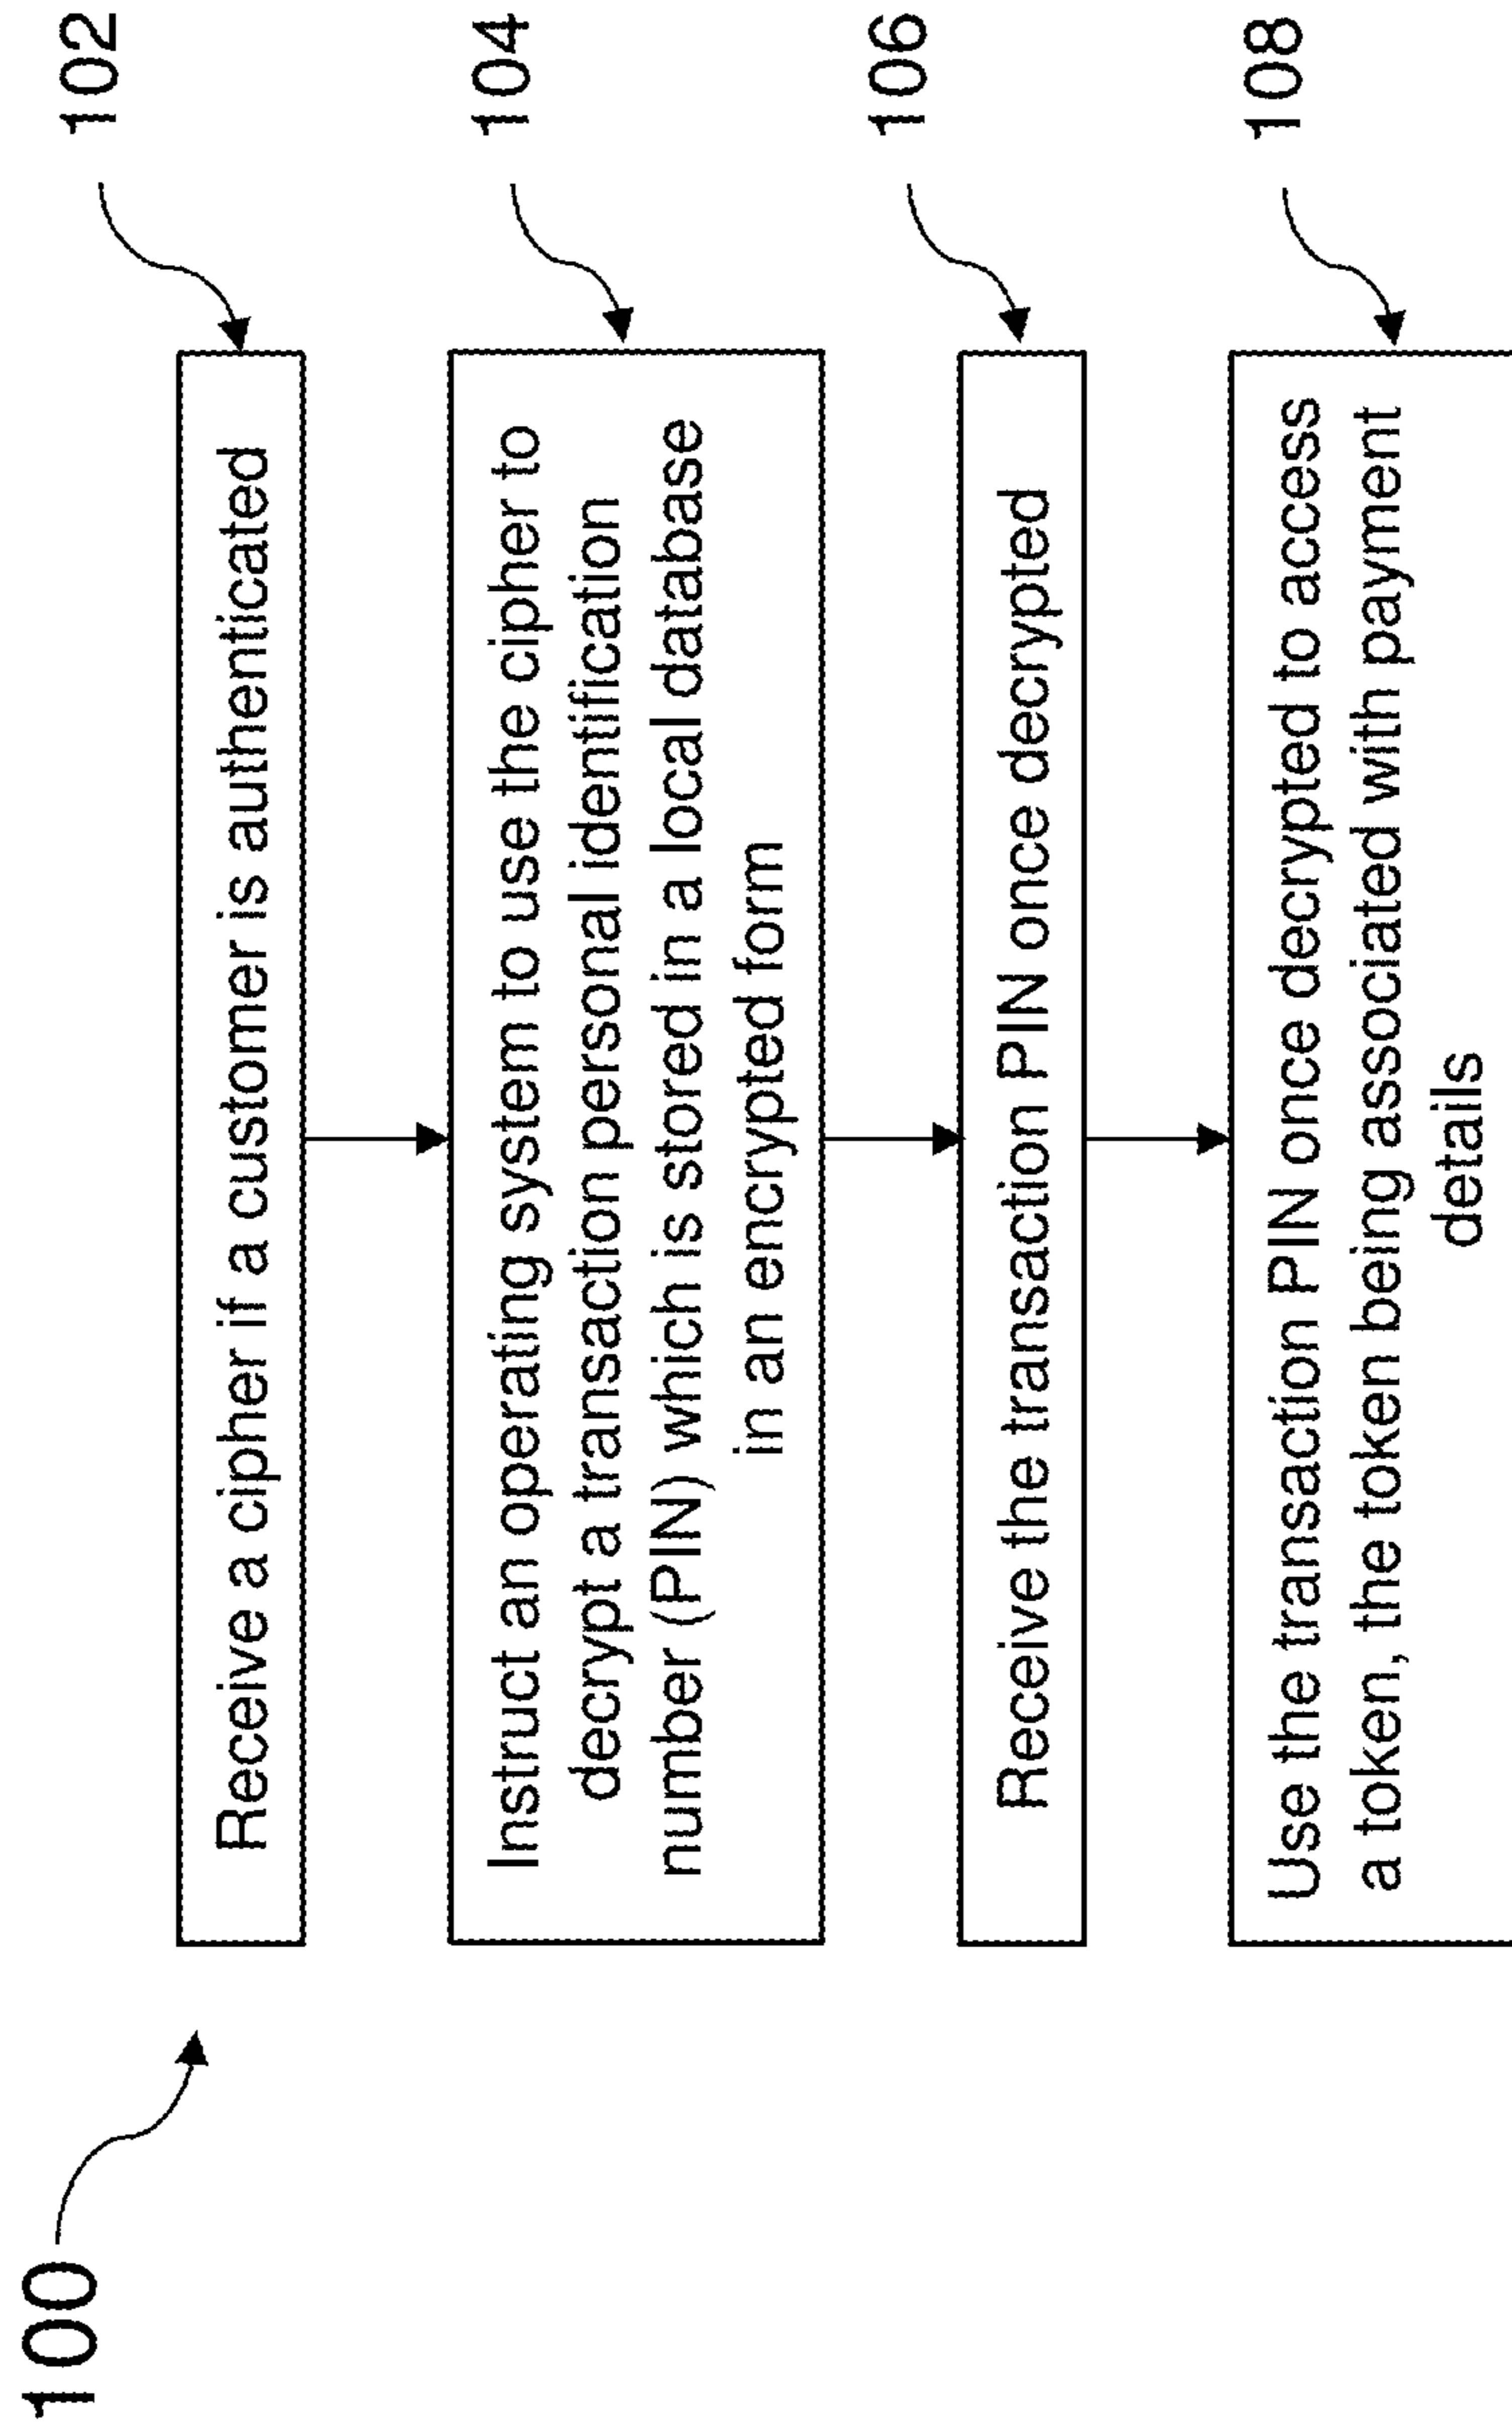 100
102
Receive a cipher if a customer is authenticated
104
Instruct an operating system to use the cipher to
decrypt a transaction personal identification
number (PIN) which is stored in a local database
in an encrypted form
106
Receive the transaction PIN once decrypted
108
Use the transaction PIN once decrypted to access
a token, the token being associated with payment
details